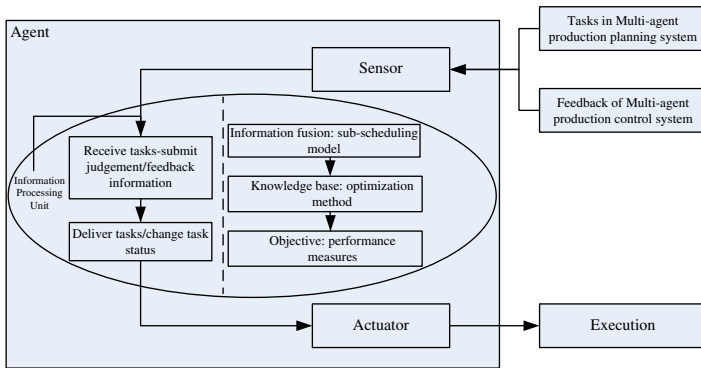 Agent
Sensor
Tasks in Multi-agent
production planning system
Feedback of Multi-agent
production control system
Information
Processing
Unit
Receive tasks-submit
judgement/feedback
information
Deliver tasks/change task
status
Information fusion: sub-scheduling
model
Knowledge base: optimization
method
Objective: performance
measures
Actuator
Execution